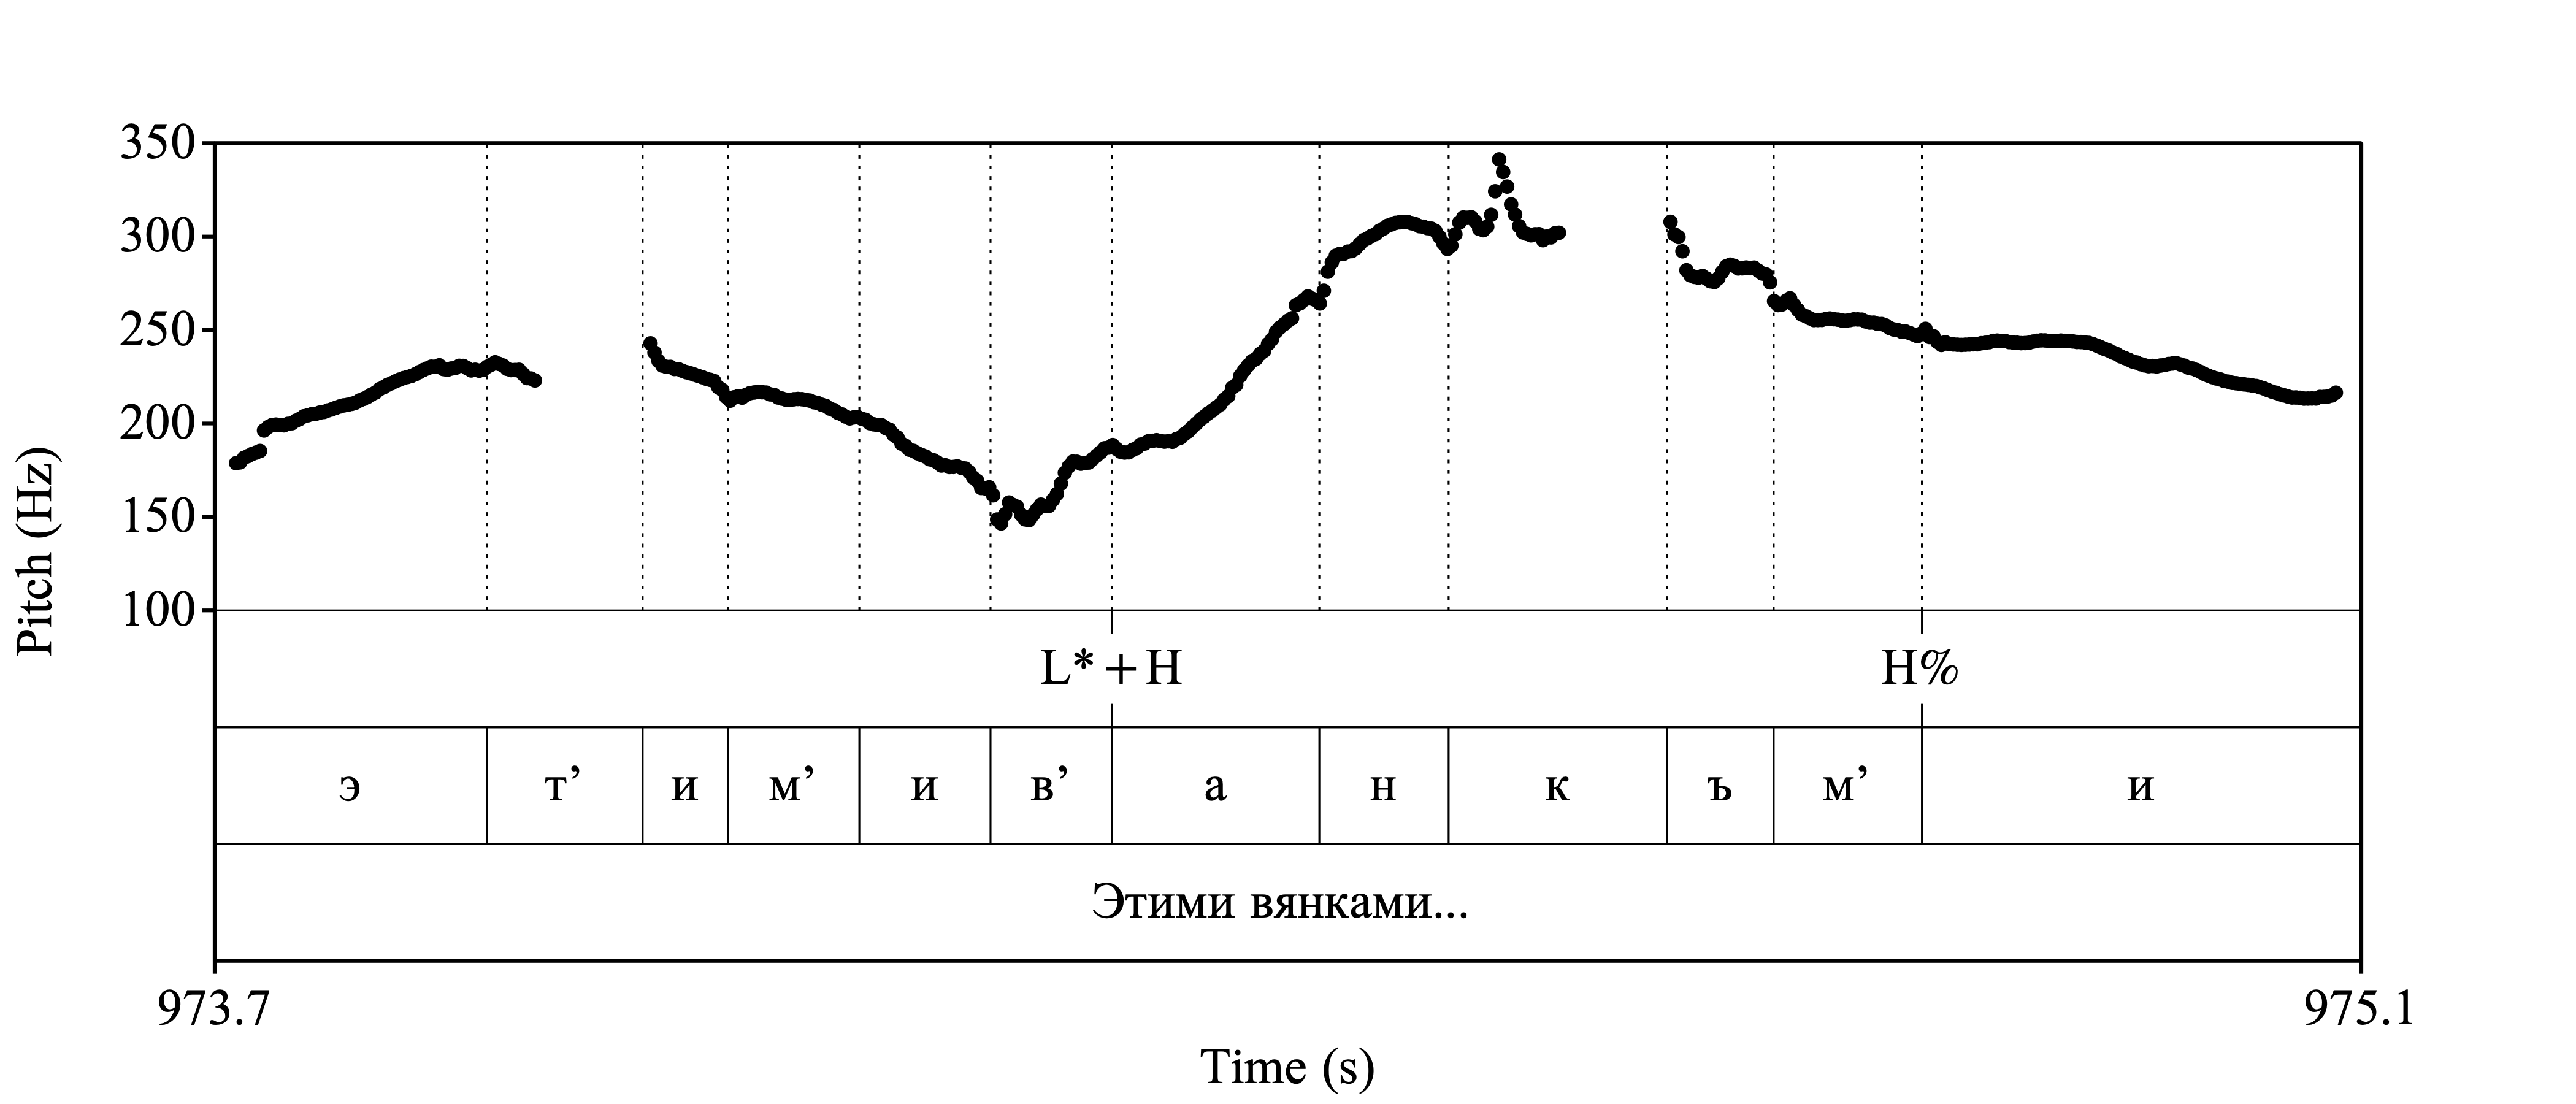 350
300
250
200
150
100
Pitch (Hz)
L* + H H%
э т’ и м’ и в’ а н к ъ м’ и
Этими вянками...
973.7 975.1
Time (s)